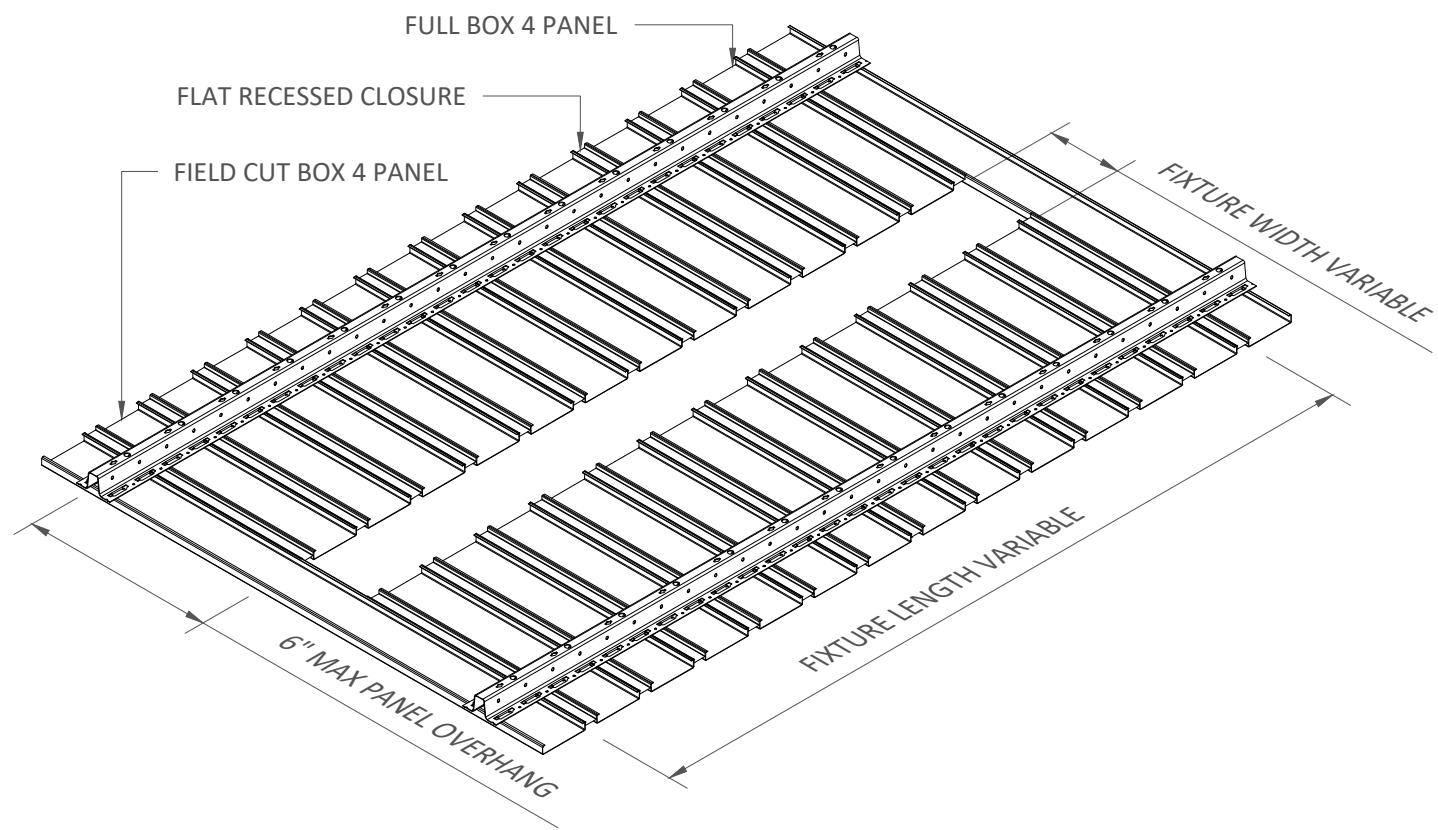 FULL BOX 4 PANEL
FLAT RECESSED CLOSURE
FIELD CUT BOX 4 PANEL
FIXTURE WIDTH VARIABLE
FIXTURE LENGTH VARIABLE
6" MAX PANEL OVERHANG